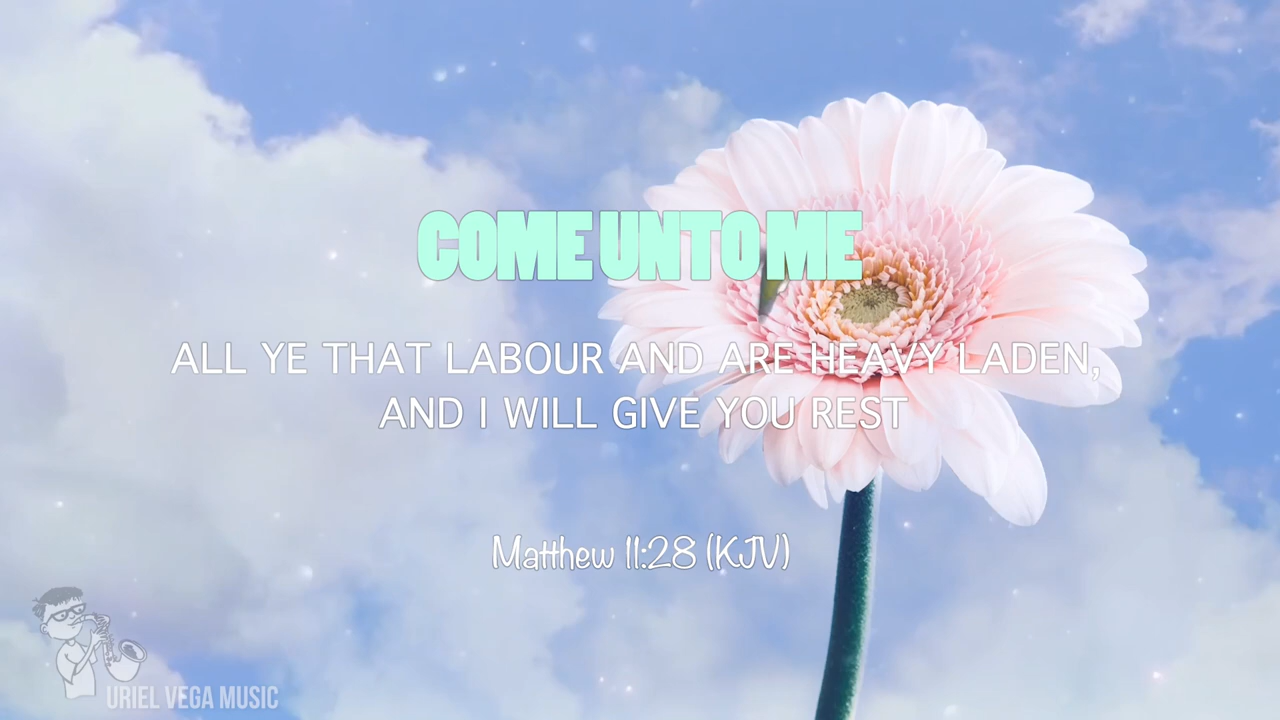 COME UNTO ME
ALL YE THAT LABOUR AND ARE HEAVY LADEN,
AND I WILL GIVE YOU REST
Matthew 11:28 (KJV)
URIEL VEGA MUSIC